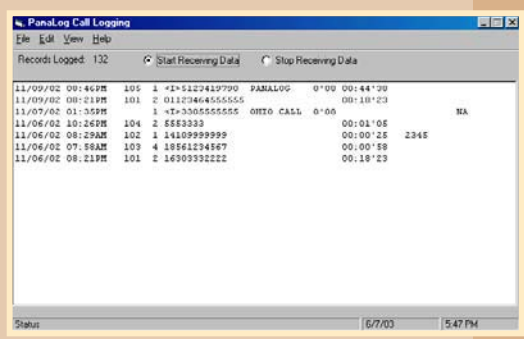 PanaLog Call Logging
File Edit View Help
Records Logged: 132 Start Receiving Data Stop Receiving Data
11/09/02 08:46PM 105 1 <I>5123419790 PANALOG 0'00 00:44'30
11/09/02 08:21PM 101 2 01123464555555 00:18'23
11/07/02 01:35PM 1 <I>3305555555 OHIO CALL 0'00 NA
11/06/02 10:26PM 104 2 5553333 00:01'05
11/06/02 08:29AM 102 1 14109999999 00:00'25 2345
11/06/02 07:58AM 103 4 18561234567 00:00'58
11/06/02 08:21PM 101 2 16303332222 00:18'23
Status 6/7/03 5:47 PM